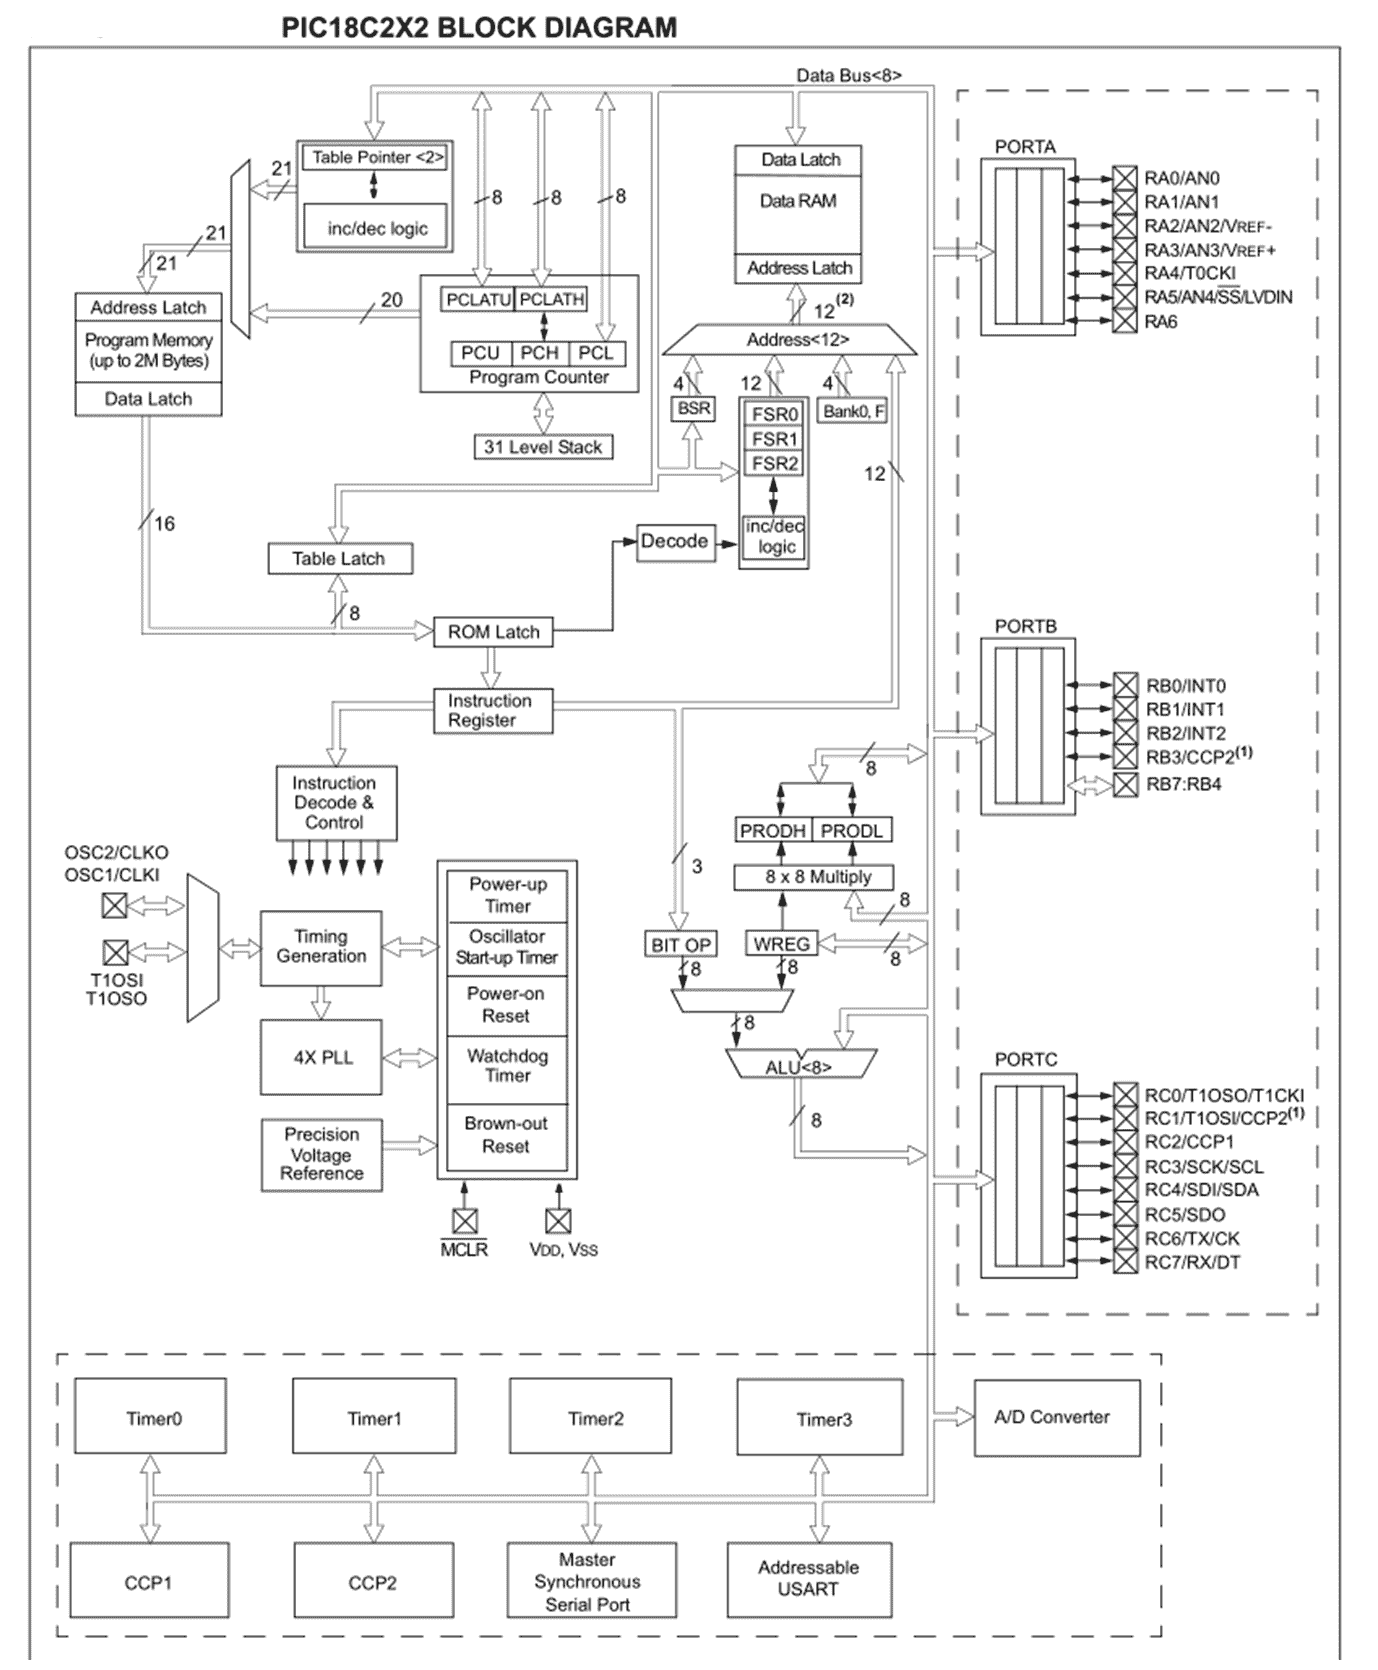 PIC18C2X2 BLOCK DIAGRAM
Data Bus<8>
Table Pointer <2>
inc/dec logic
21
21
21
8
8
8
Data Latch
Data RAM
Address Latch
12(2)
Address<12>
Address Latch
Program Memory
(up to 2M Bytes)
Data Latch
20
PCLATU
PCLATH
PCU
PCH
PCL
Program Counter
31 Level Stack
4
12
4
BSR
FSR0
FSR1
FSR2
Bank0, F
inc/dec
logic
12
16
Decode
Table Latch
8
ROM Latch
Instruction
Register
Instruction
Decode &
Control
8
PRODH
PRODL
8 x 8 Multiply
3
8
BIT OP
WREG
8
8
8
8
ALU<8>
8
OSC2/CLKO
OSC1/CLKI
T1OSI
T1OSO
Timing
Generation
4X PLL
Precision
Voltage
Reference
Power-up
Timer
Oscillator
Start-up Timer
Power-on
Reset
Watchdog
Timer
Brown-out
Reset
MCLR
VDD, VSS
PORTA
RA0/AN0
RA1/AN1
RA2/AN2/VREF-
RA3/AN3/VREF+
RA4/T0CKI
RA5/AN4/SS/LVDIN
RA6
PORTB
RB0/INT0
RB1/INT1
RB2/INT2
RB3/CCP2(1)
RB7:RB4
PORTC
RC0/T1OSO/T1CKI
RC1/T1OSI/CCP2(1)
RC2/CCP1
RC3/SCK/SCL
RC4/SDI/SDA
RC5/SDO
RC6/TX/CK
RC7/RX/DT
Timer0
Timer1
Timer2
Timer3
A/D Converter
CCP1
CCP2
Master
Synchronous
Serial Port
Addressable
USART